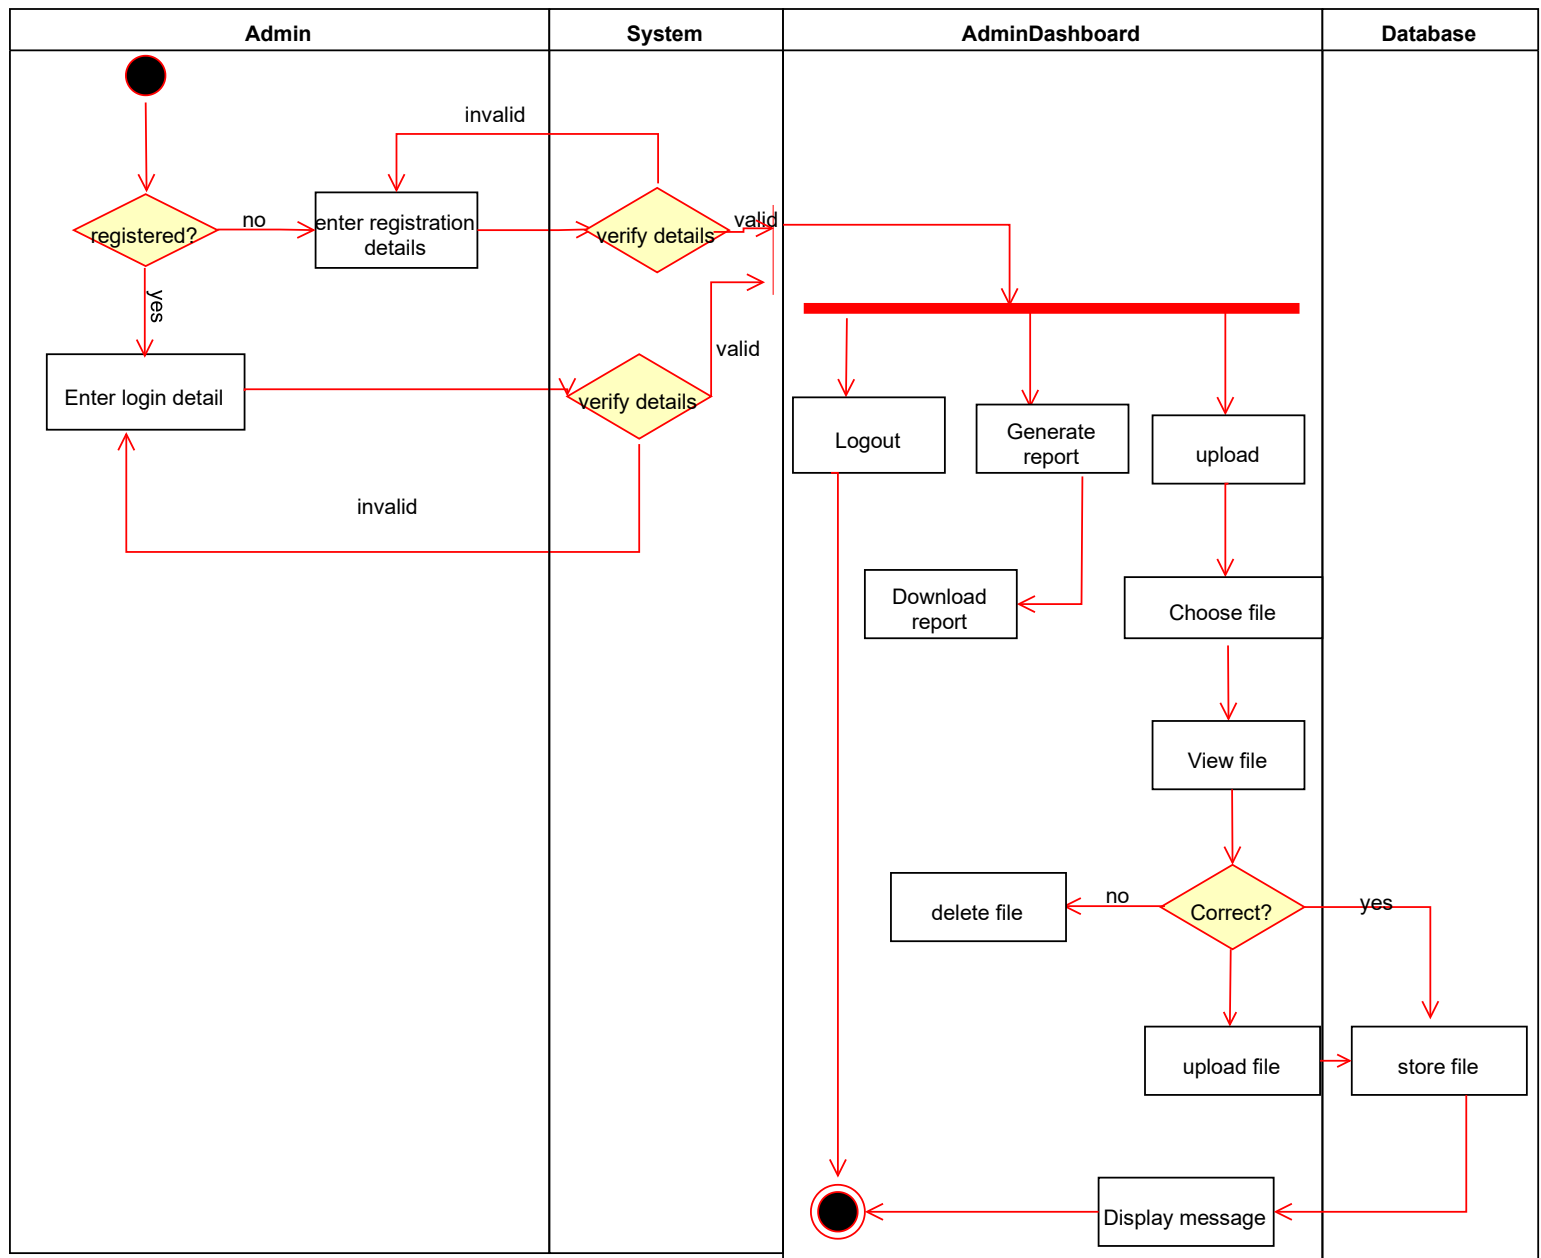 Admin
System
AdminDashboard
Database
invalid
registered?
no
enter registration
details
verify details
valid
yes
Enter login detail
verify details
valid
invalid
Logout
Generate
report
upload
Download
report
Choose file
View file
delete file
no
Correct?
yes
upload file
store file
Display message